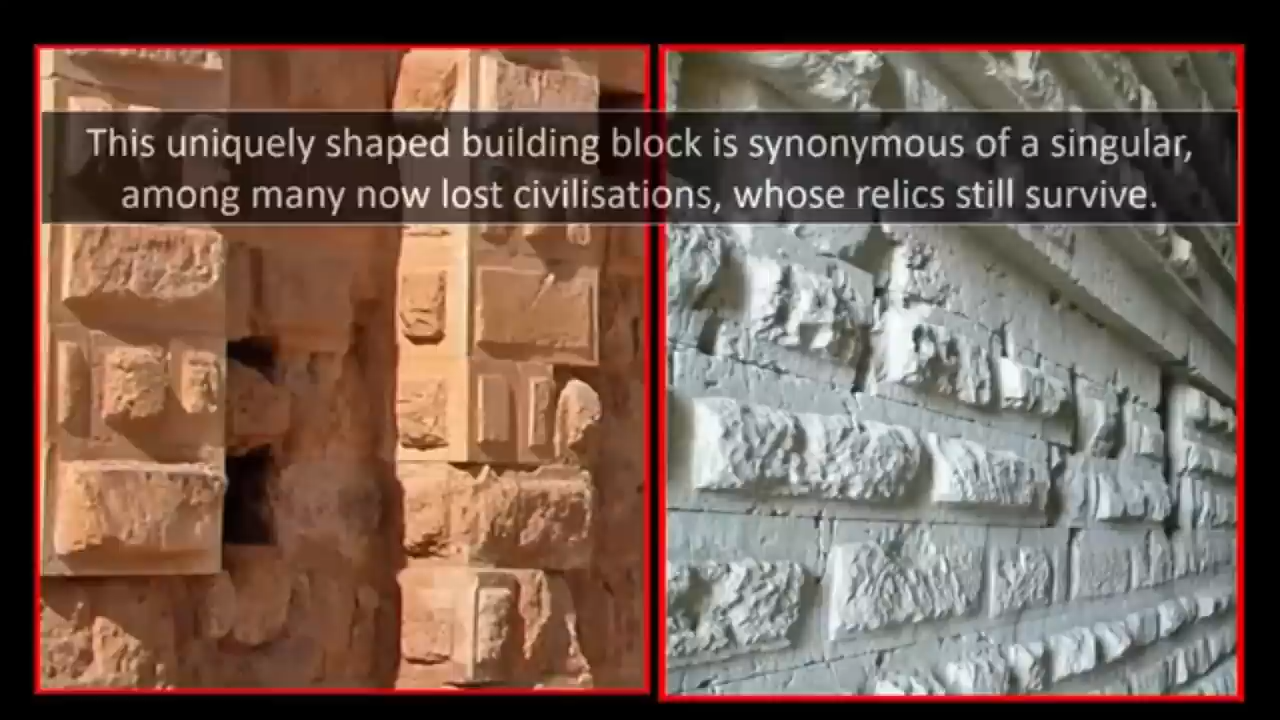 This uniquely shaped building block is synonymous of a singular,
among many now lost civilisations, whose relics still survive.